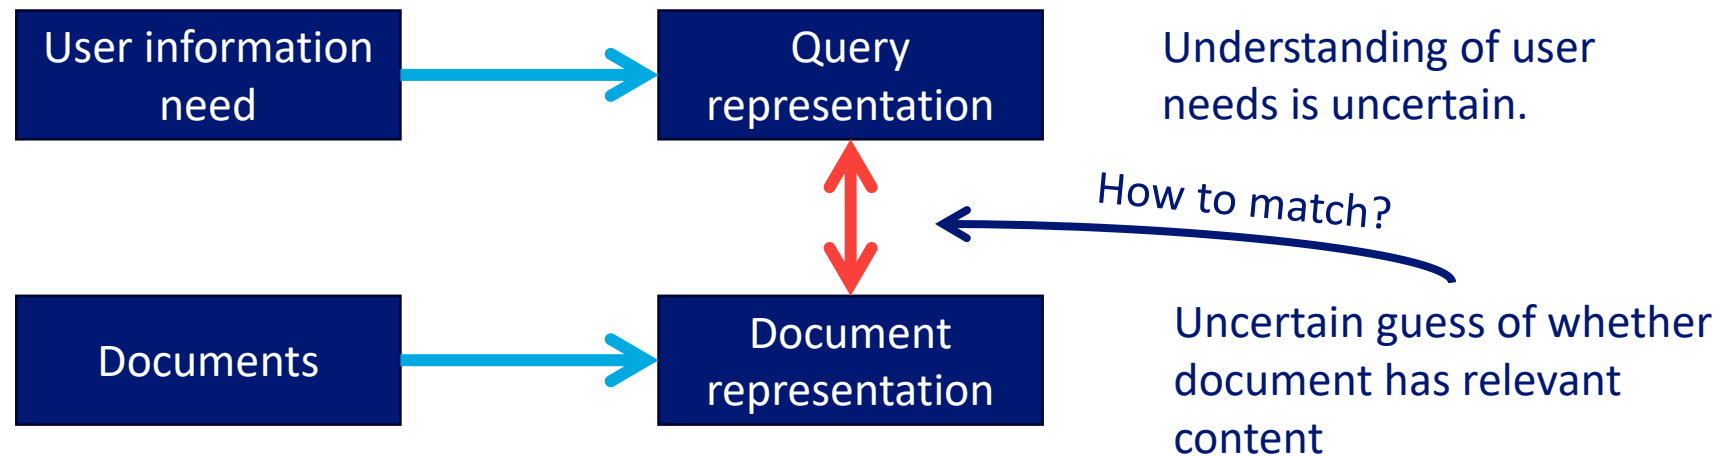 User information
need
Query
representation
Understanding of user
needs is uncertain.
How to match?
Documents
Document
representation
Uncertain guess of whether
document has relevant
content